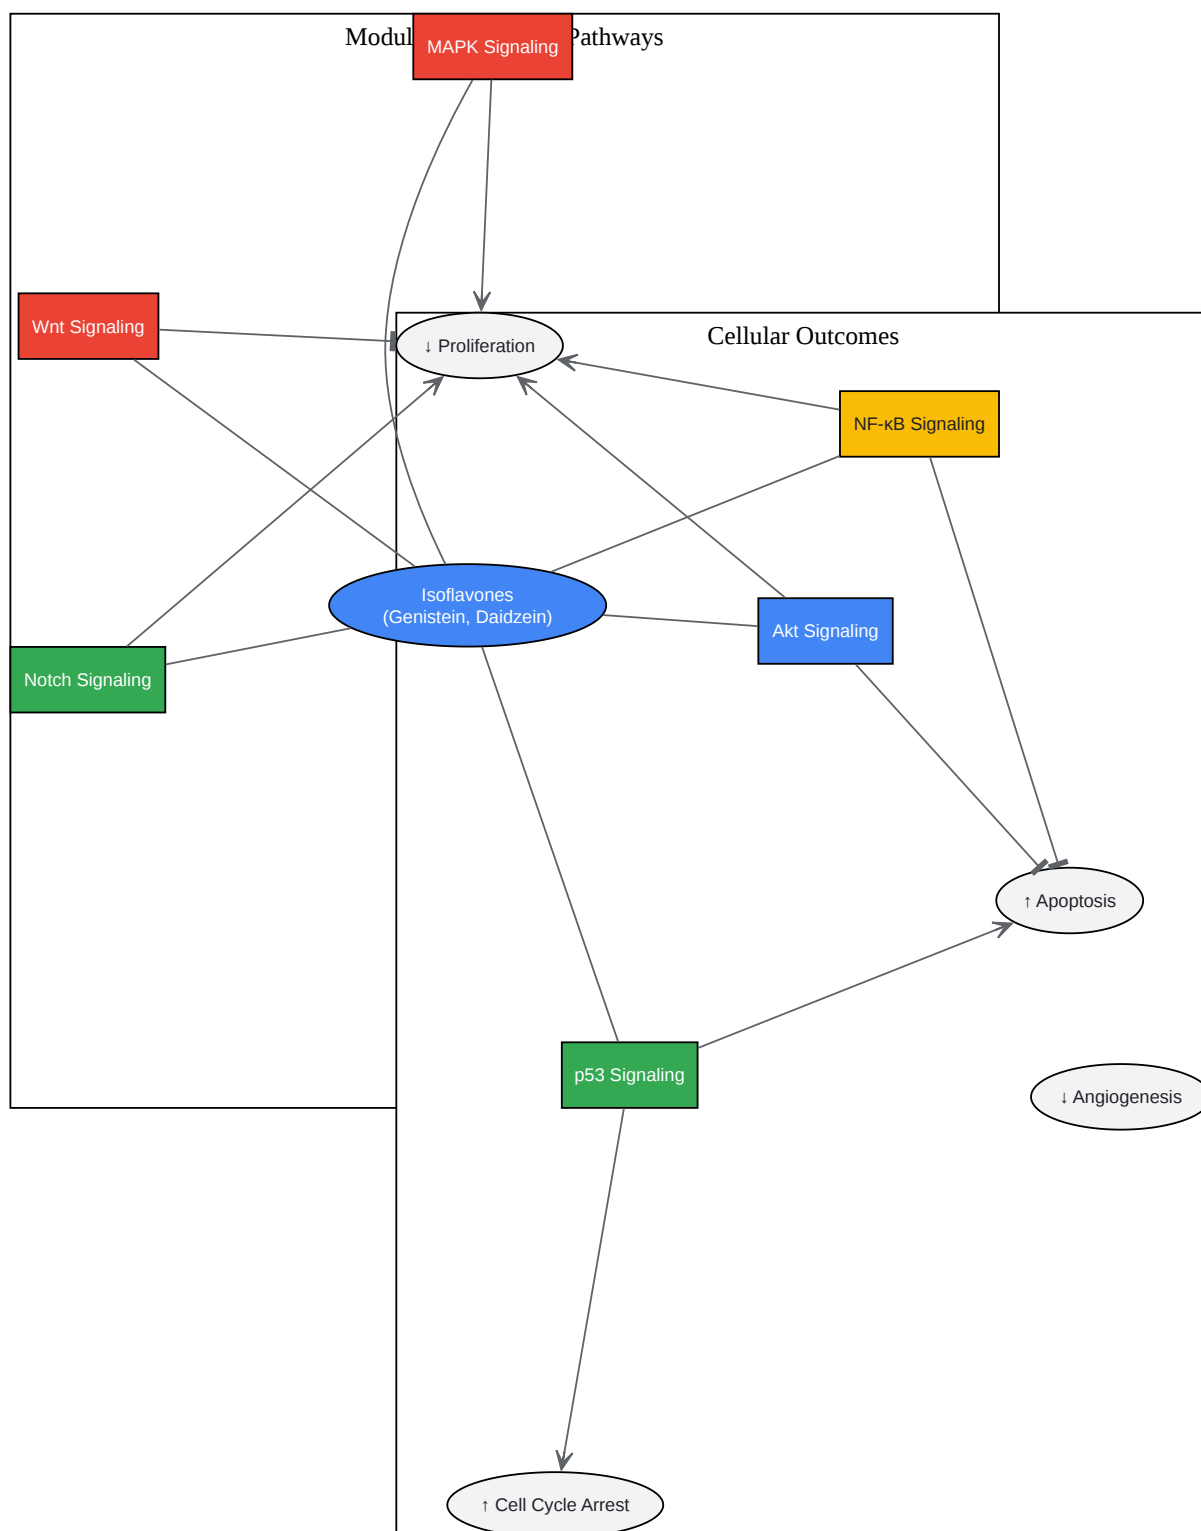 Modul Pathways
MAPK Signaling
Wnt Signaling
↓ Proliferation
Cellular Outcomes
NF-κB Signaling
Isoflavones
(Genistein, Daidzein)
Akt Signaling
Notch Signaling
↑ Apoptosis
p53 Signaling
↓ Angiogenesis
↑ Cell Cycle Arrest